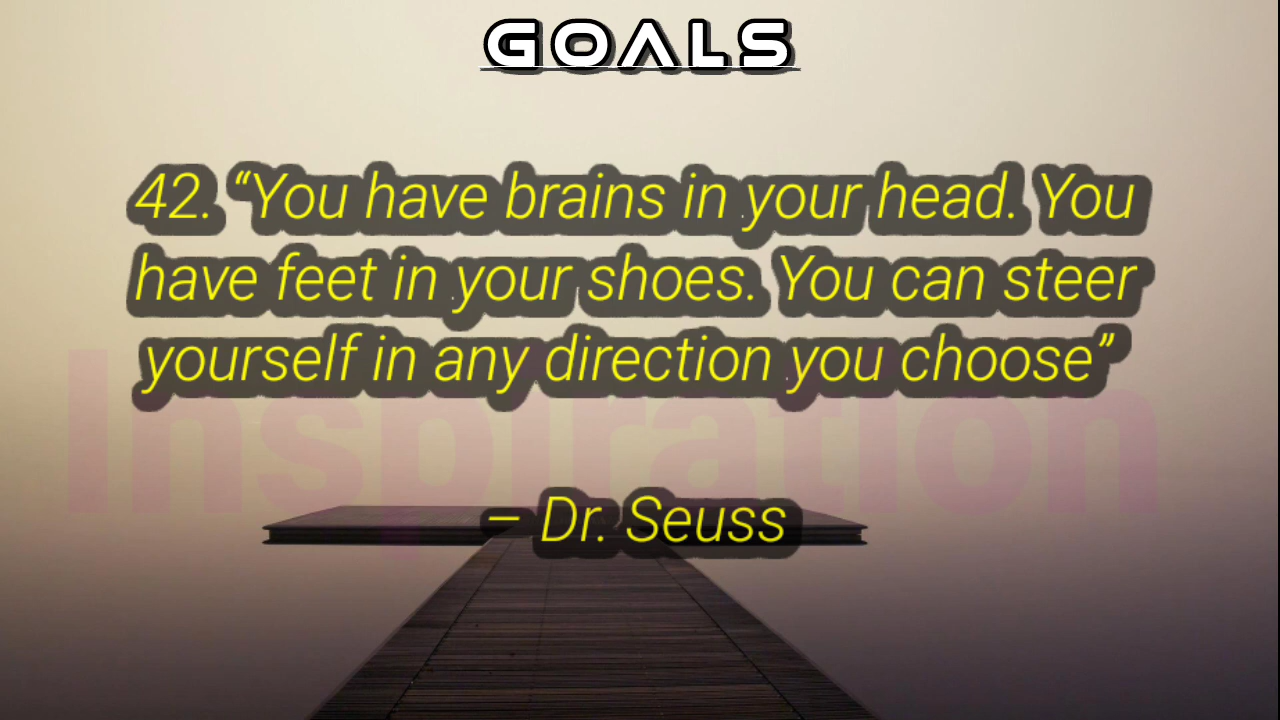 GOALS
42. “You have brains in your head. You
have feet in your shoes. You can steer
yourself in any direction you choose”
Inspiration
– Dr. Seuss